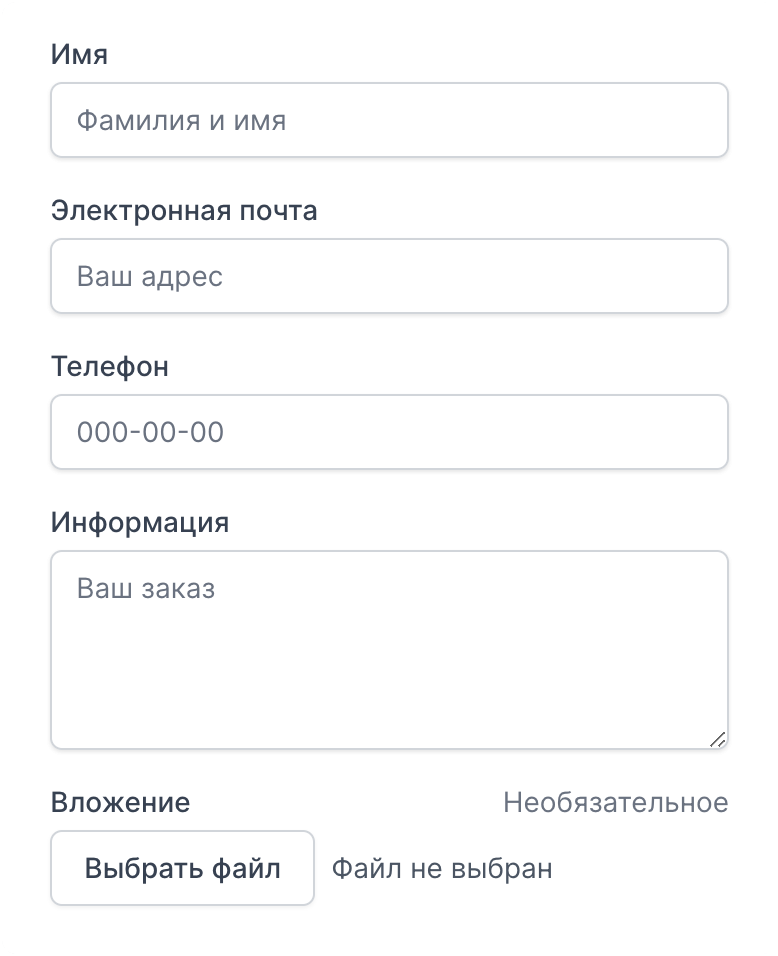 Имя
Фамилия и имя
Электронная почта
Ваш адрес
Телефон
000-00-00
Информация
Ваш заказ
Вложение Необязательное
Выбрать файл Файл не выбран